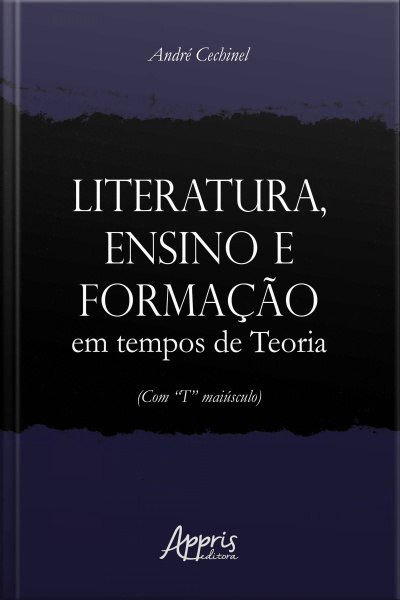 André Cechinel
LITERATURA,
ENSINO E
FORMAÇÃO
em tempos de Teoria
(Com “T” maiúsculo)
Appris
editora